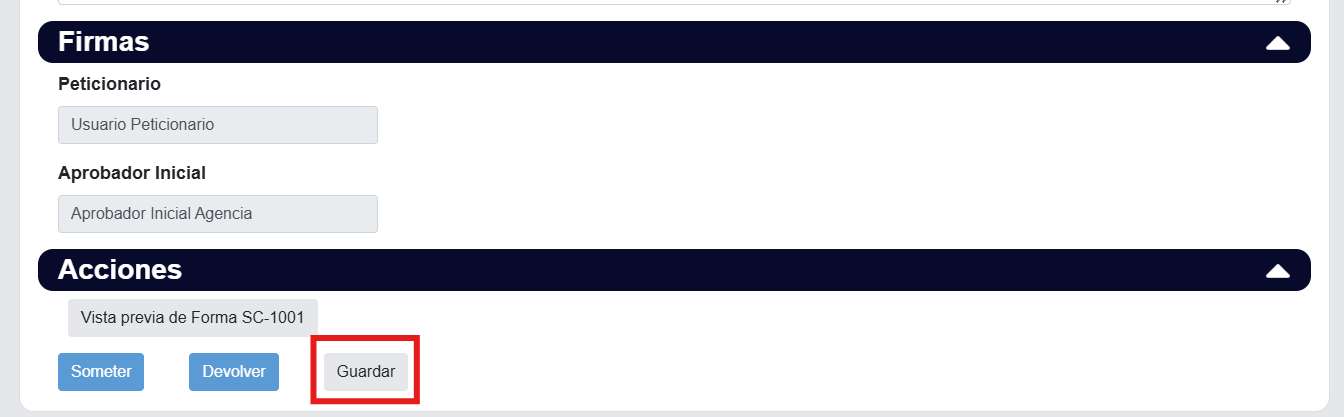 Firmas
Peticionario
Usuario Peticionario
Aprobador Inicial
Aprobador Inicial Agencia
Acciones
Vista previa de Forma SC-1001
Someter Devolver Guardar